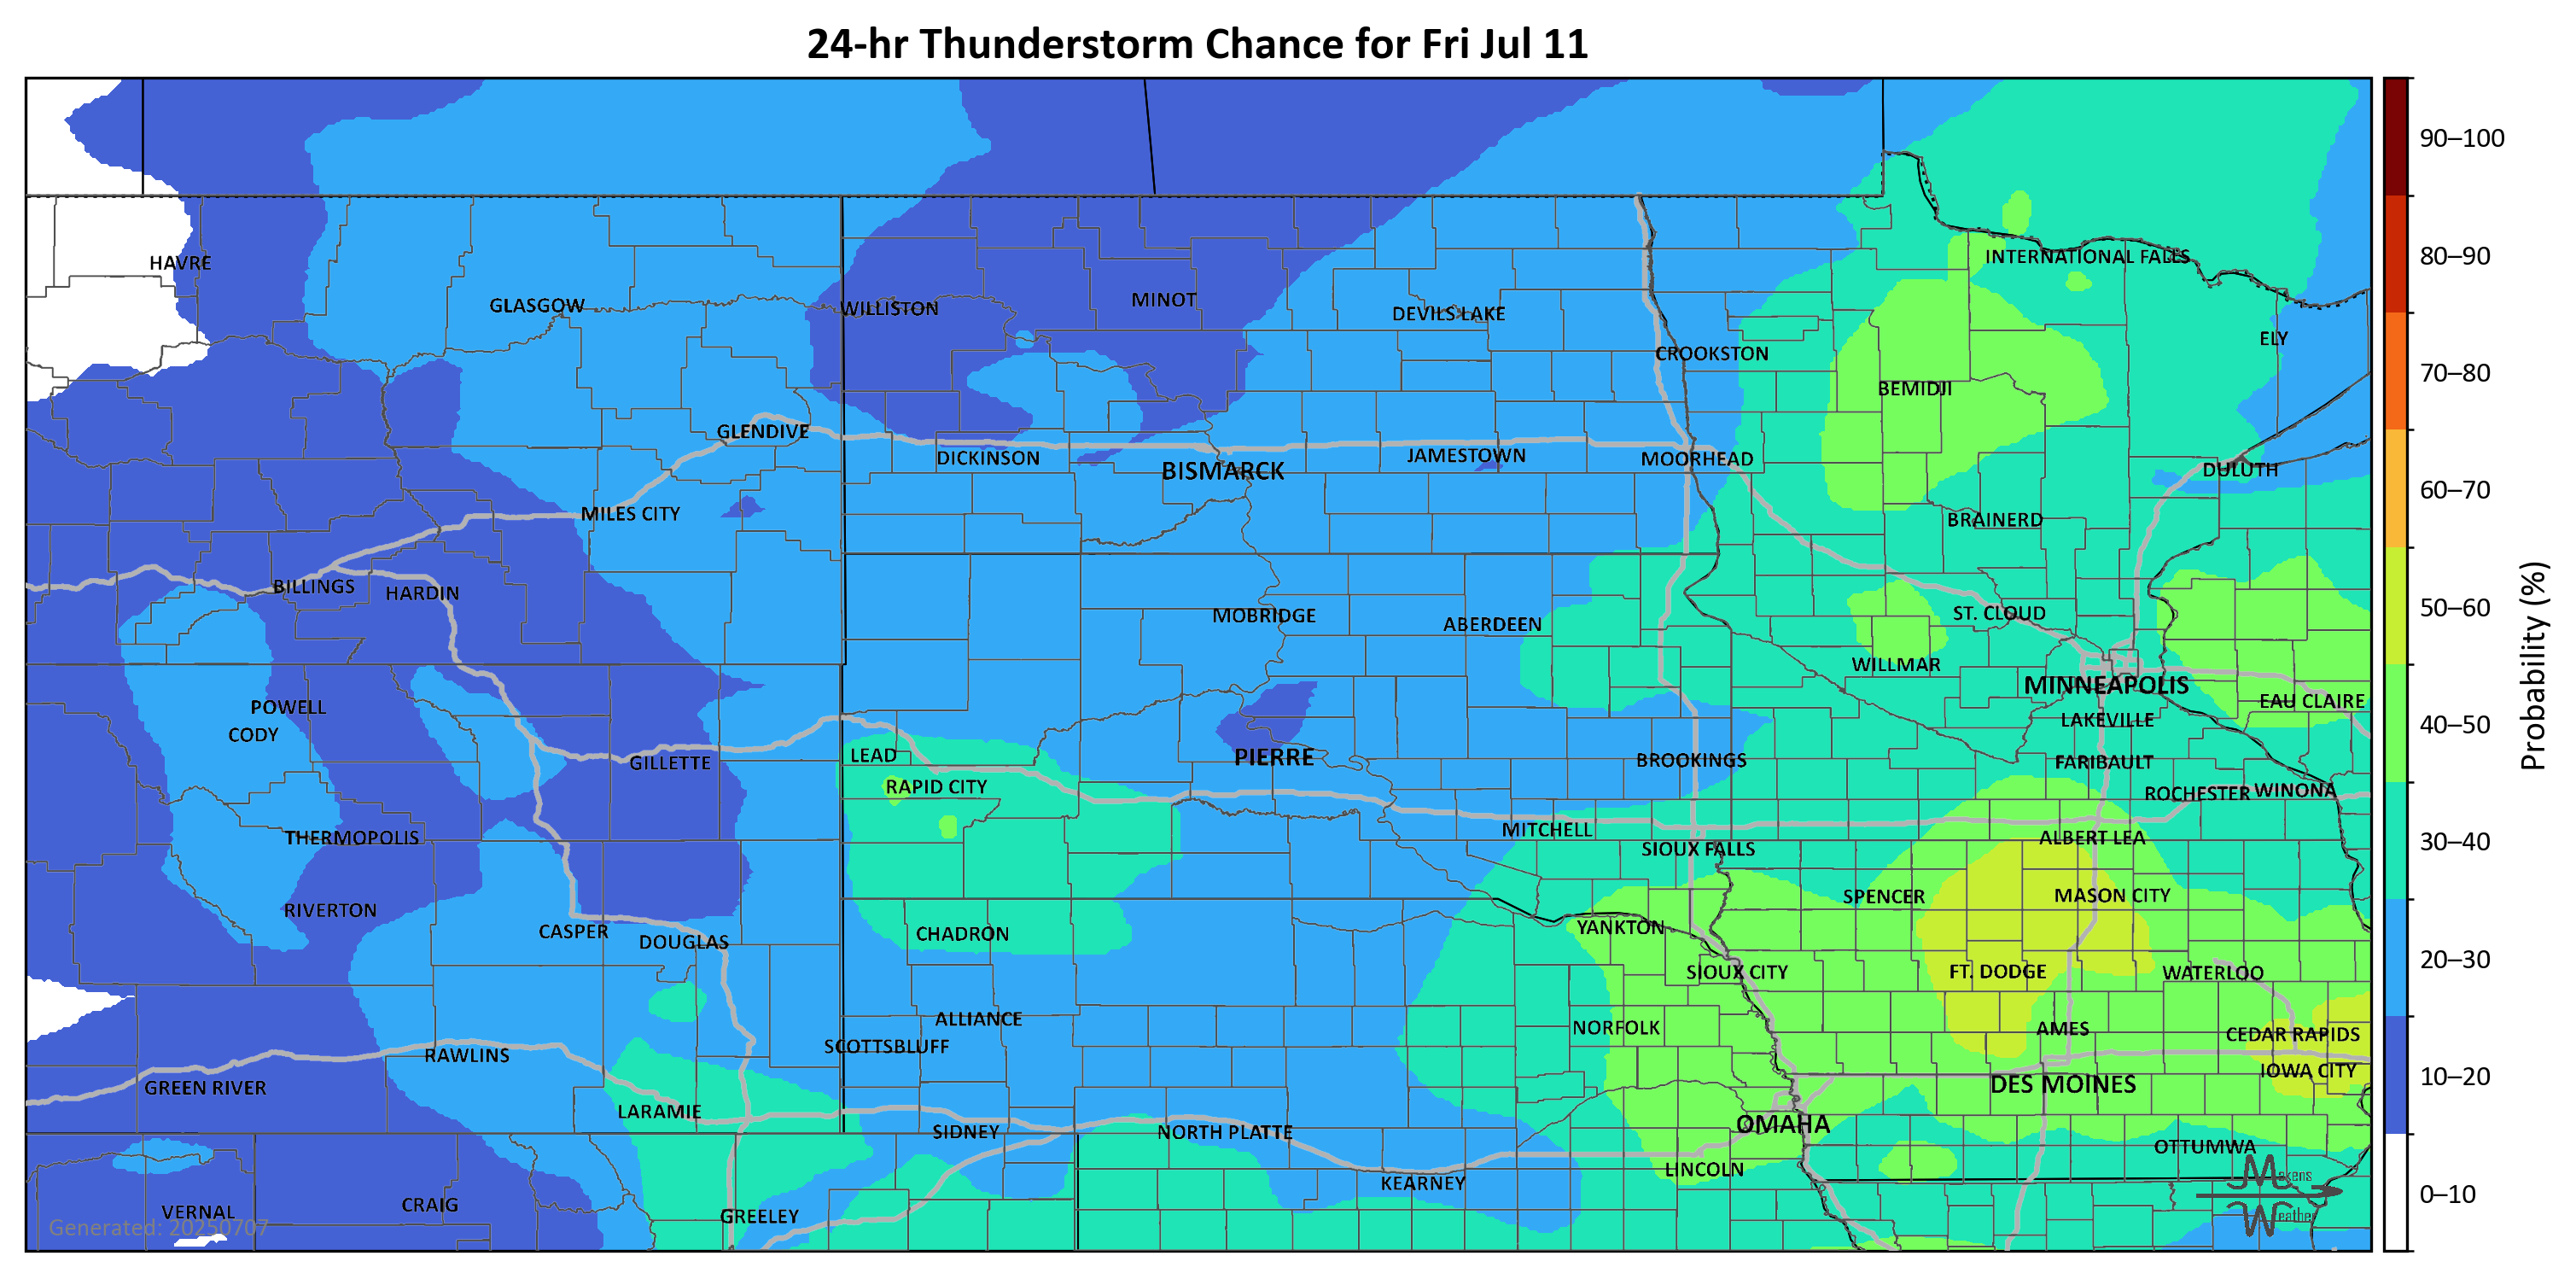 24-hr Thunderstorm Chance for Fri Jul 11
90–100
HAVRE
INTERNATIONAL FALLS
80–90
GLASGOW
WILLISTON
MINOT
DEVILS LAKE
ELY
CROOKSTON
70–80
BEMIDJI
GLENDIVE
DICKINSON
BISMARCK
JAMESTOWN
MOORHEAD
DULUTH
60–70
MILES CITY
BRAINERD
BILLINGS
HARDIN
MOBRIDGE
ABERDEEN
ST. CLOUD
50–60
WILLMAR
MINNEAPOLIS
Probability (%)
POWELL
EAU CLAIRE
CODY
LAKEVILLE
40–50
LEAD
PIERRE
GILLETTE
BROOKINGS
FARIBAULT
RAPID CITY
ROCHESTER
WINONA
THERMOPOLIS
MITCHELL
ALBERT LEA
30–40
SIOUX FALLS
SPENCER
MASON CITY
RIVERTON
CASPER
DOUGLAS
CHADRON
YANKTON
SIOUX CITY
FT. DODGE
WATERLOO
20–30
ALLIANCE
NORFOLK
AMES
CEDAR RAPIDS
SCOTTSBLUFF
RAWLINS
GREEN RIVER
DES MOINES
IOWA CITY
10–20
LARAMIE
SIDNEY
NORTH PLATTE
OMAHA
OTTUMWA
LINCOLN
KEARNEY
Makens
0–10
VERNAL
CRAIG
GREELEY
Weather
Generated: 20250707